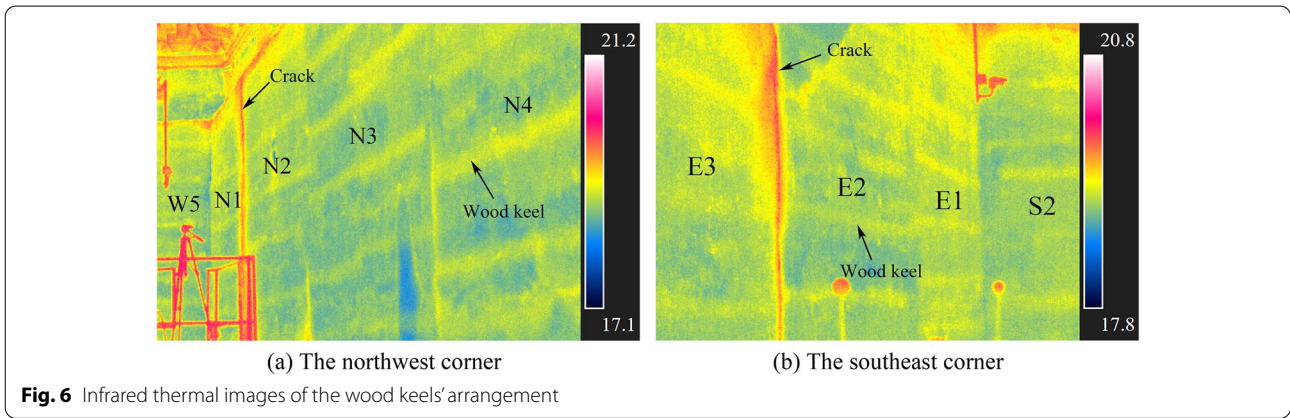 21.2
Crack
N4
N3
N2
N1
W5
Wood keel
17.1
20.8
Crack
E3
E2
E1
S2
Wood keel
17.8
(a) The northwest corner
(b) The southeast corner
Fig. 6 Infrared thermal images of the wood keels’ arrangement